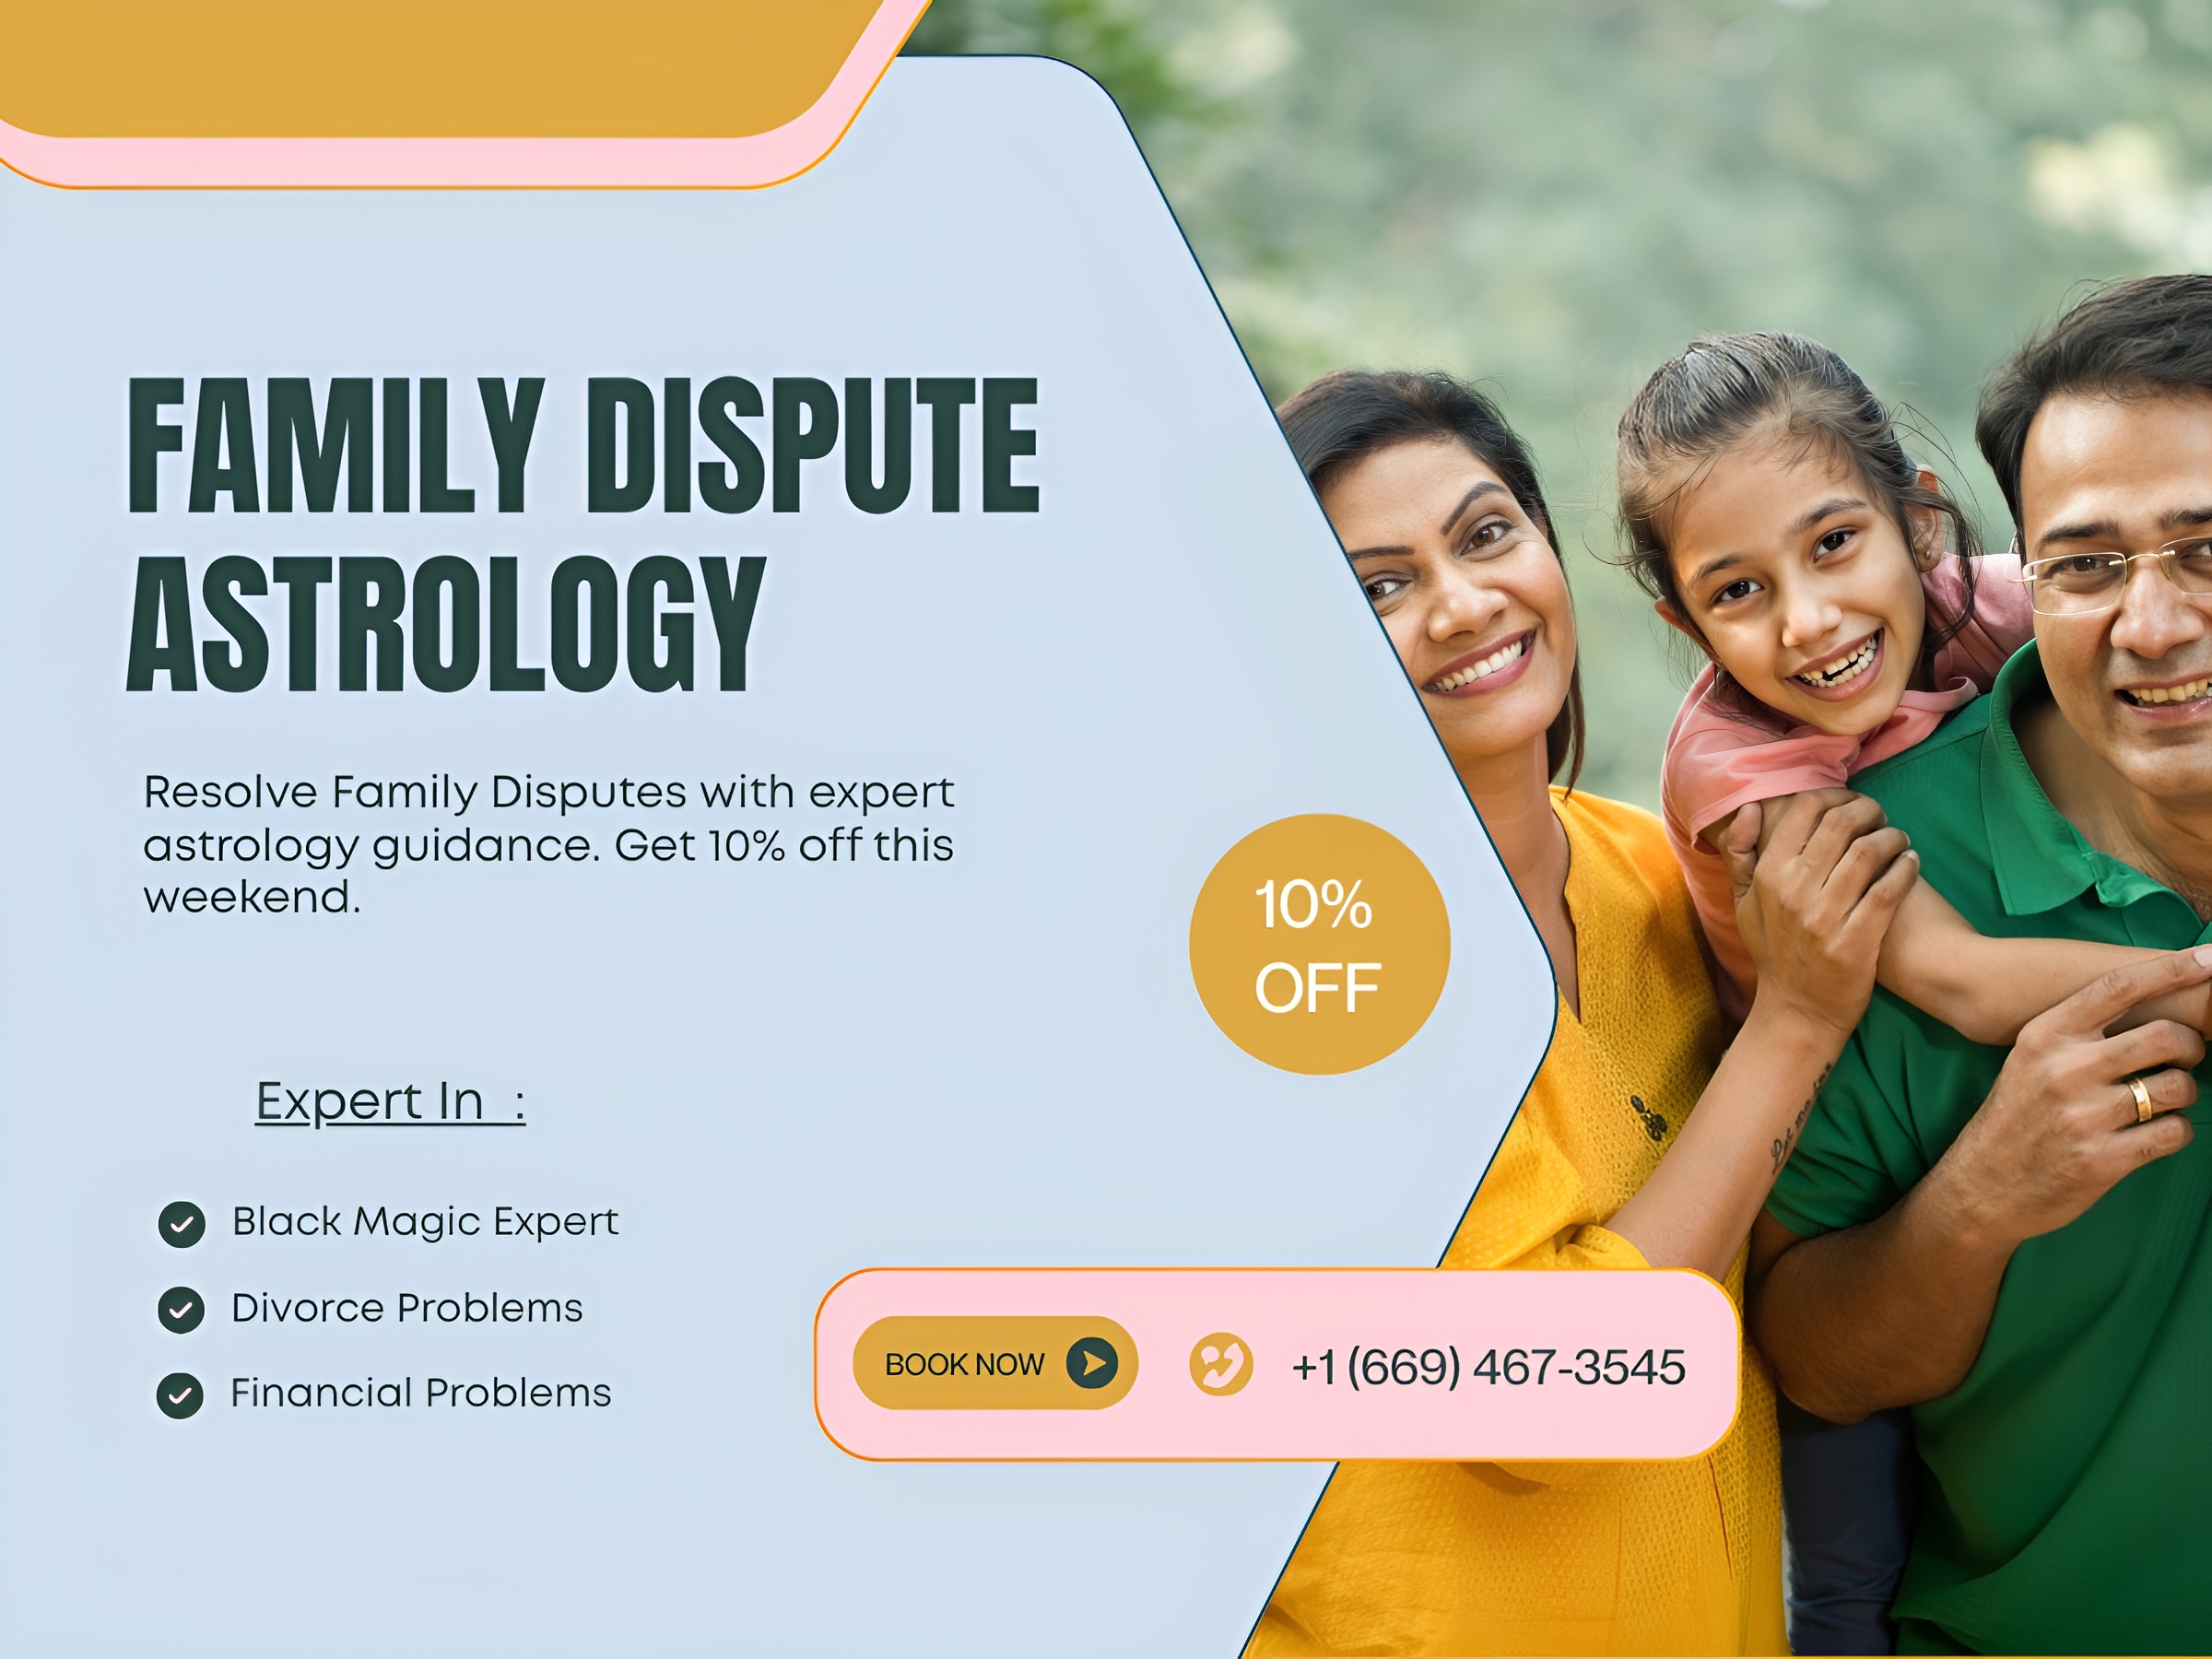 FAMILY DISPUTE
ASTROLOGY
Resolve Family Disputes with expert
astrology guidance. Get 10% off this
weekend.
10%
OFF
Expert In  :
Black Magic Expert
Divorce Problems
Financial Problems
BOOK NOW
+1 (669) 467-3545